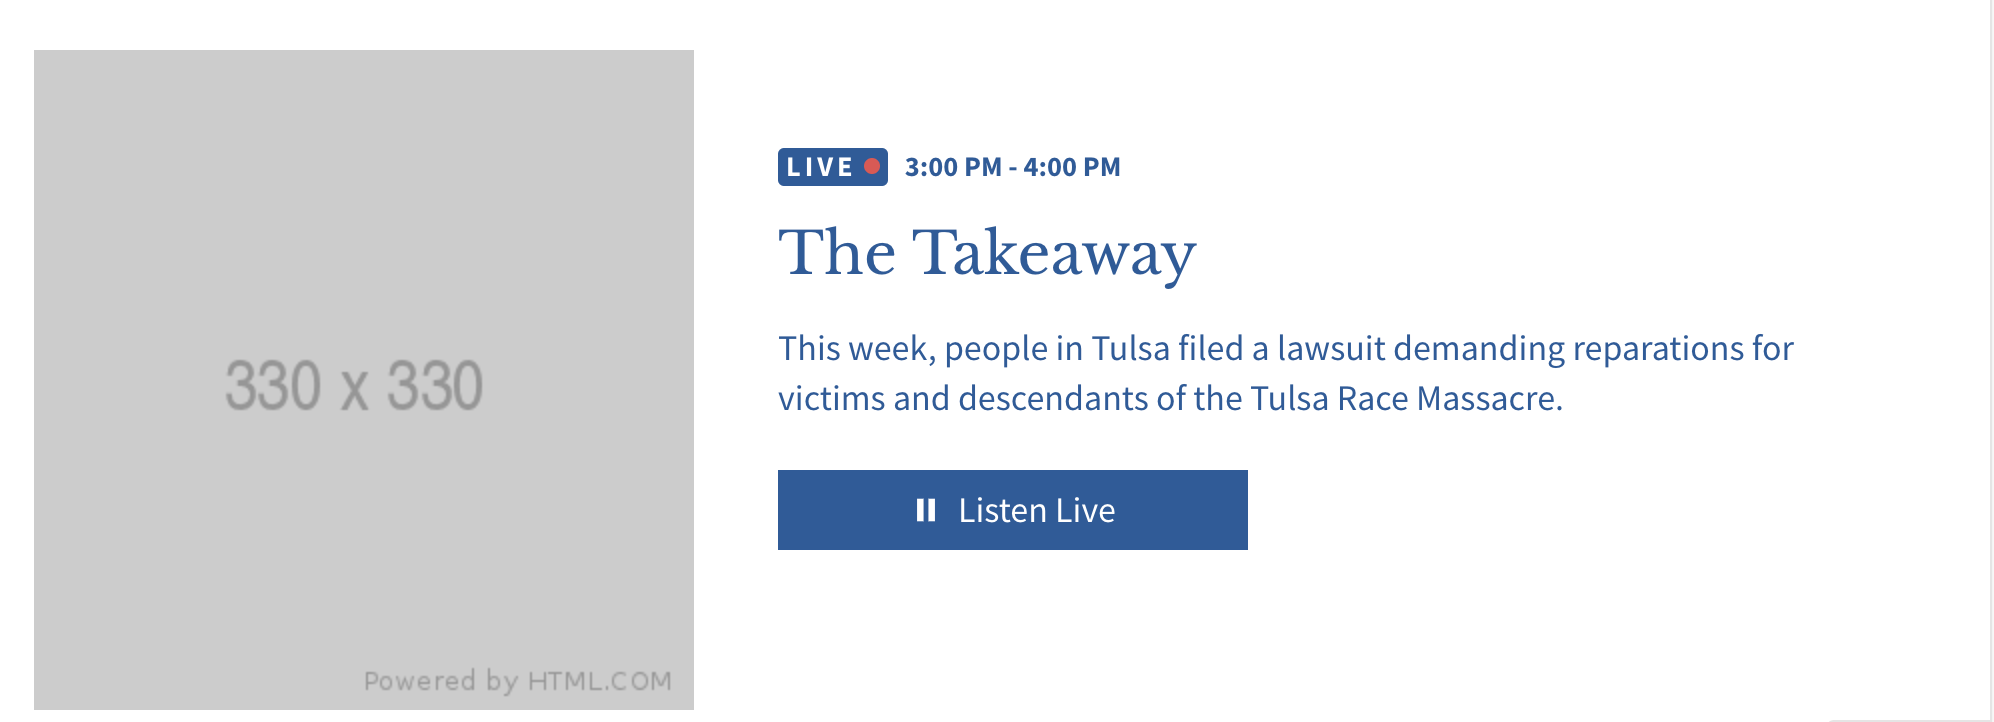 330 x 330
Powered by HTML.COM
LIVE 3:00 PM - 4:00 PM
The Takeaway
This week, people in Tulsa filed a lawsuit demanding reparations for
victims and descendants of the Tulsa Race Massacre.
Listen Live